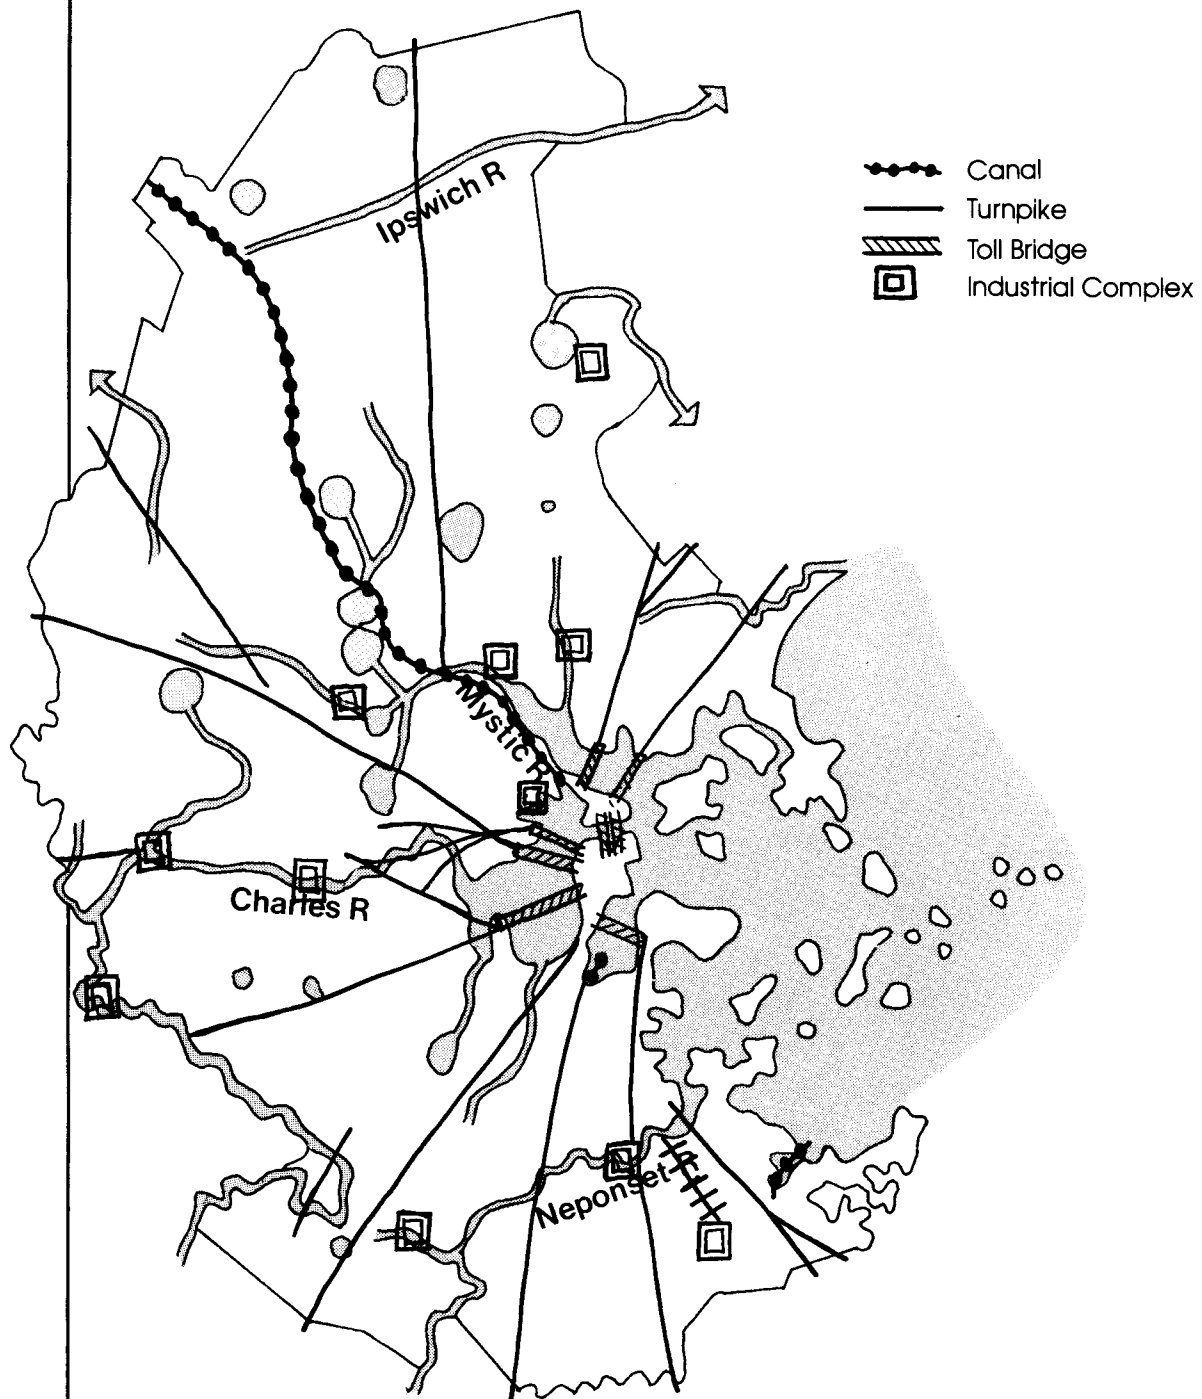 Canal
Turnpike
Toll Bridge
Industrial Complex
Ipswich R
Mystic R
Charles R
Neponset